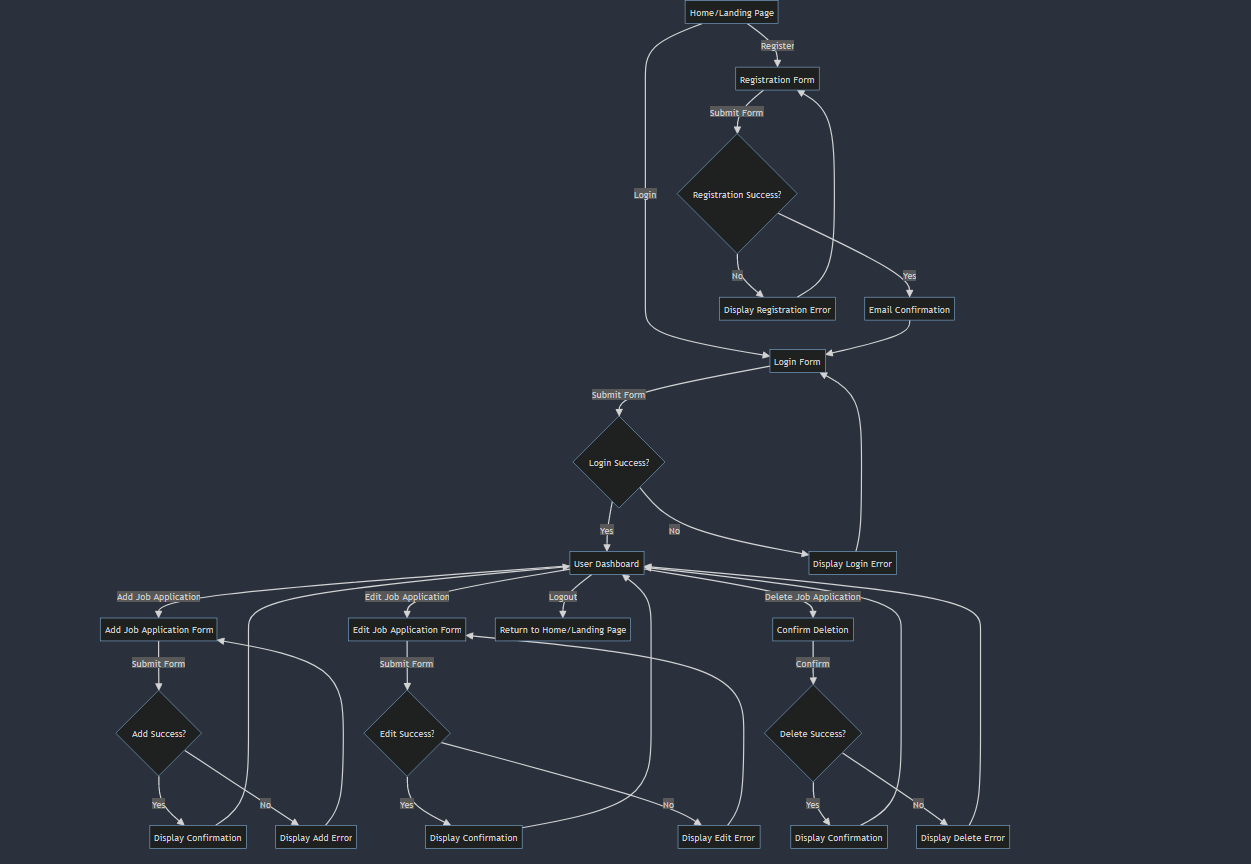 Home/Landing Page
Register
Registration Form
Submit Form
Login
Registration Success?
No
Yes
Display Registration Error
Email Confirmation
Login Form
Submit Form
Login Success?
Yes
No
User Dashboard
Display Login Error
Add Job Application
Edit Job Application
Logout
Delete Job Application
Add Job Application Form
Edit Job Application Form
Return to Home/Landing Page
Confirm Deletion
Submit Form
Submit Form
Confirm
Add Success?
Edit Success?
Delete Success?
Yes
No
Yes
No
Yes
No
Display Confirmation
Display Add Error
Display Confirmation
Display Edit Error
Display Confirmation
Display Delete Error